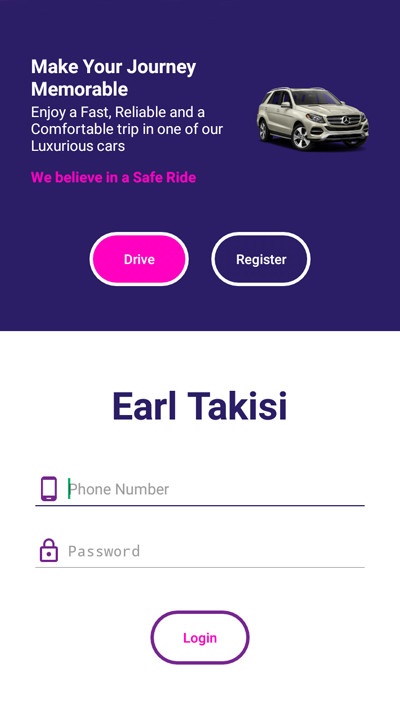 Make Your Journey
Memorable
Enjoy a Fast, Reliable and a
Comfortable trip in one of our
Luxurious cars
We believe in a Safe Ride
Drive
Register
Earl Takisi
Phone Number
Password
Login